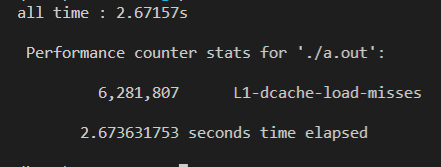 all time : 2.67157s
Performance counter stats for './a.out':
6,281,807 L1-dcache-load-misses
2.673631753 seconds time elapsed